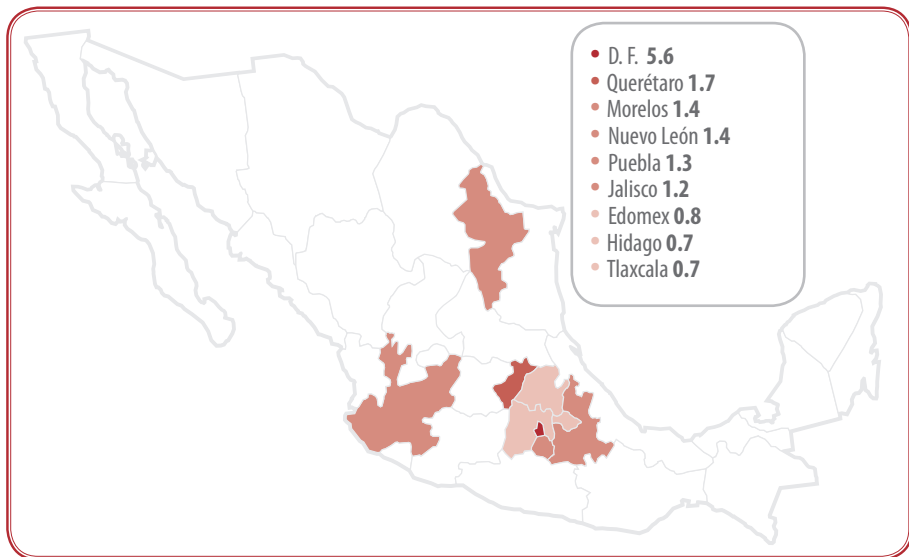 D. F. 5.6
Querétaro 1.7
Morelos 1.4
Nuevo León 1.4
Puebla 1.3
Jalisco 1.2
Edomex 0.8
Hidago 0.7
Tlaxcala 0.7